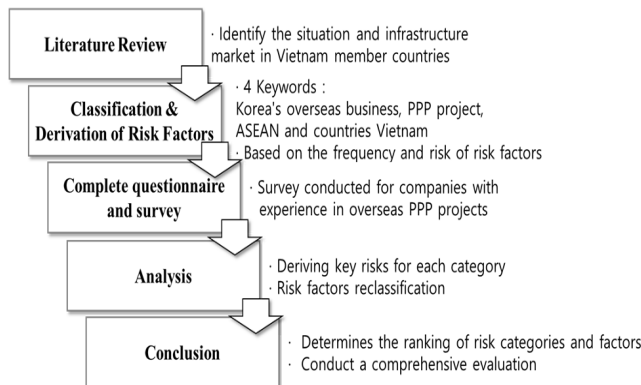 Literature Review
· Identify the situation and infrastructure
market in Vietnam member countries
Classification &
Derivation of Risk Factors
· 4 Keywords :
Korea's overseas business, PPP project,
ASEAN and countries Vietnam
· Based on the frequency and risk of risk factors
Complete questionnaire
and survey
· Survey conducted for companies with
experience in overseas PPP projects
Analysis
· Deriving key risks for each category
· Risk factors reclassification
Conclusion
· Determines the ranking of risk categories and factors
· Conduct a comprehensive evaluation